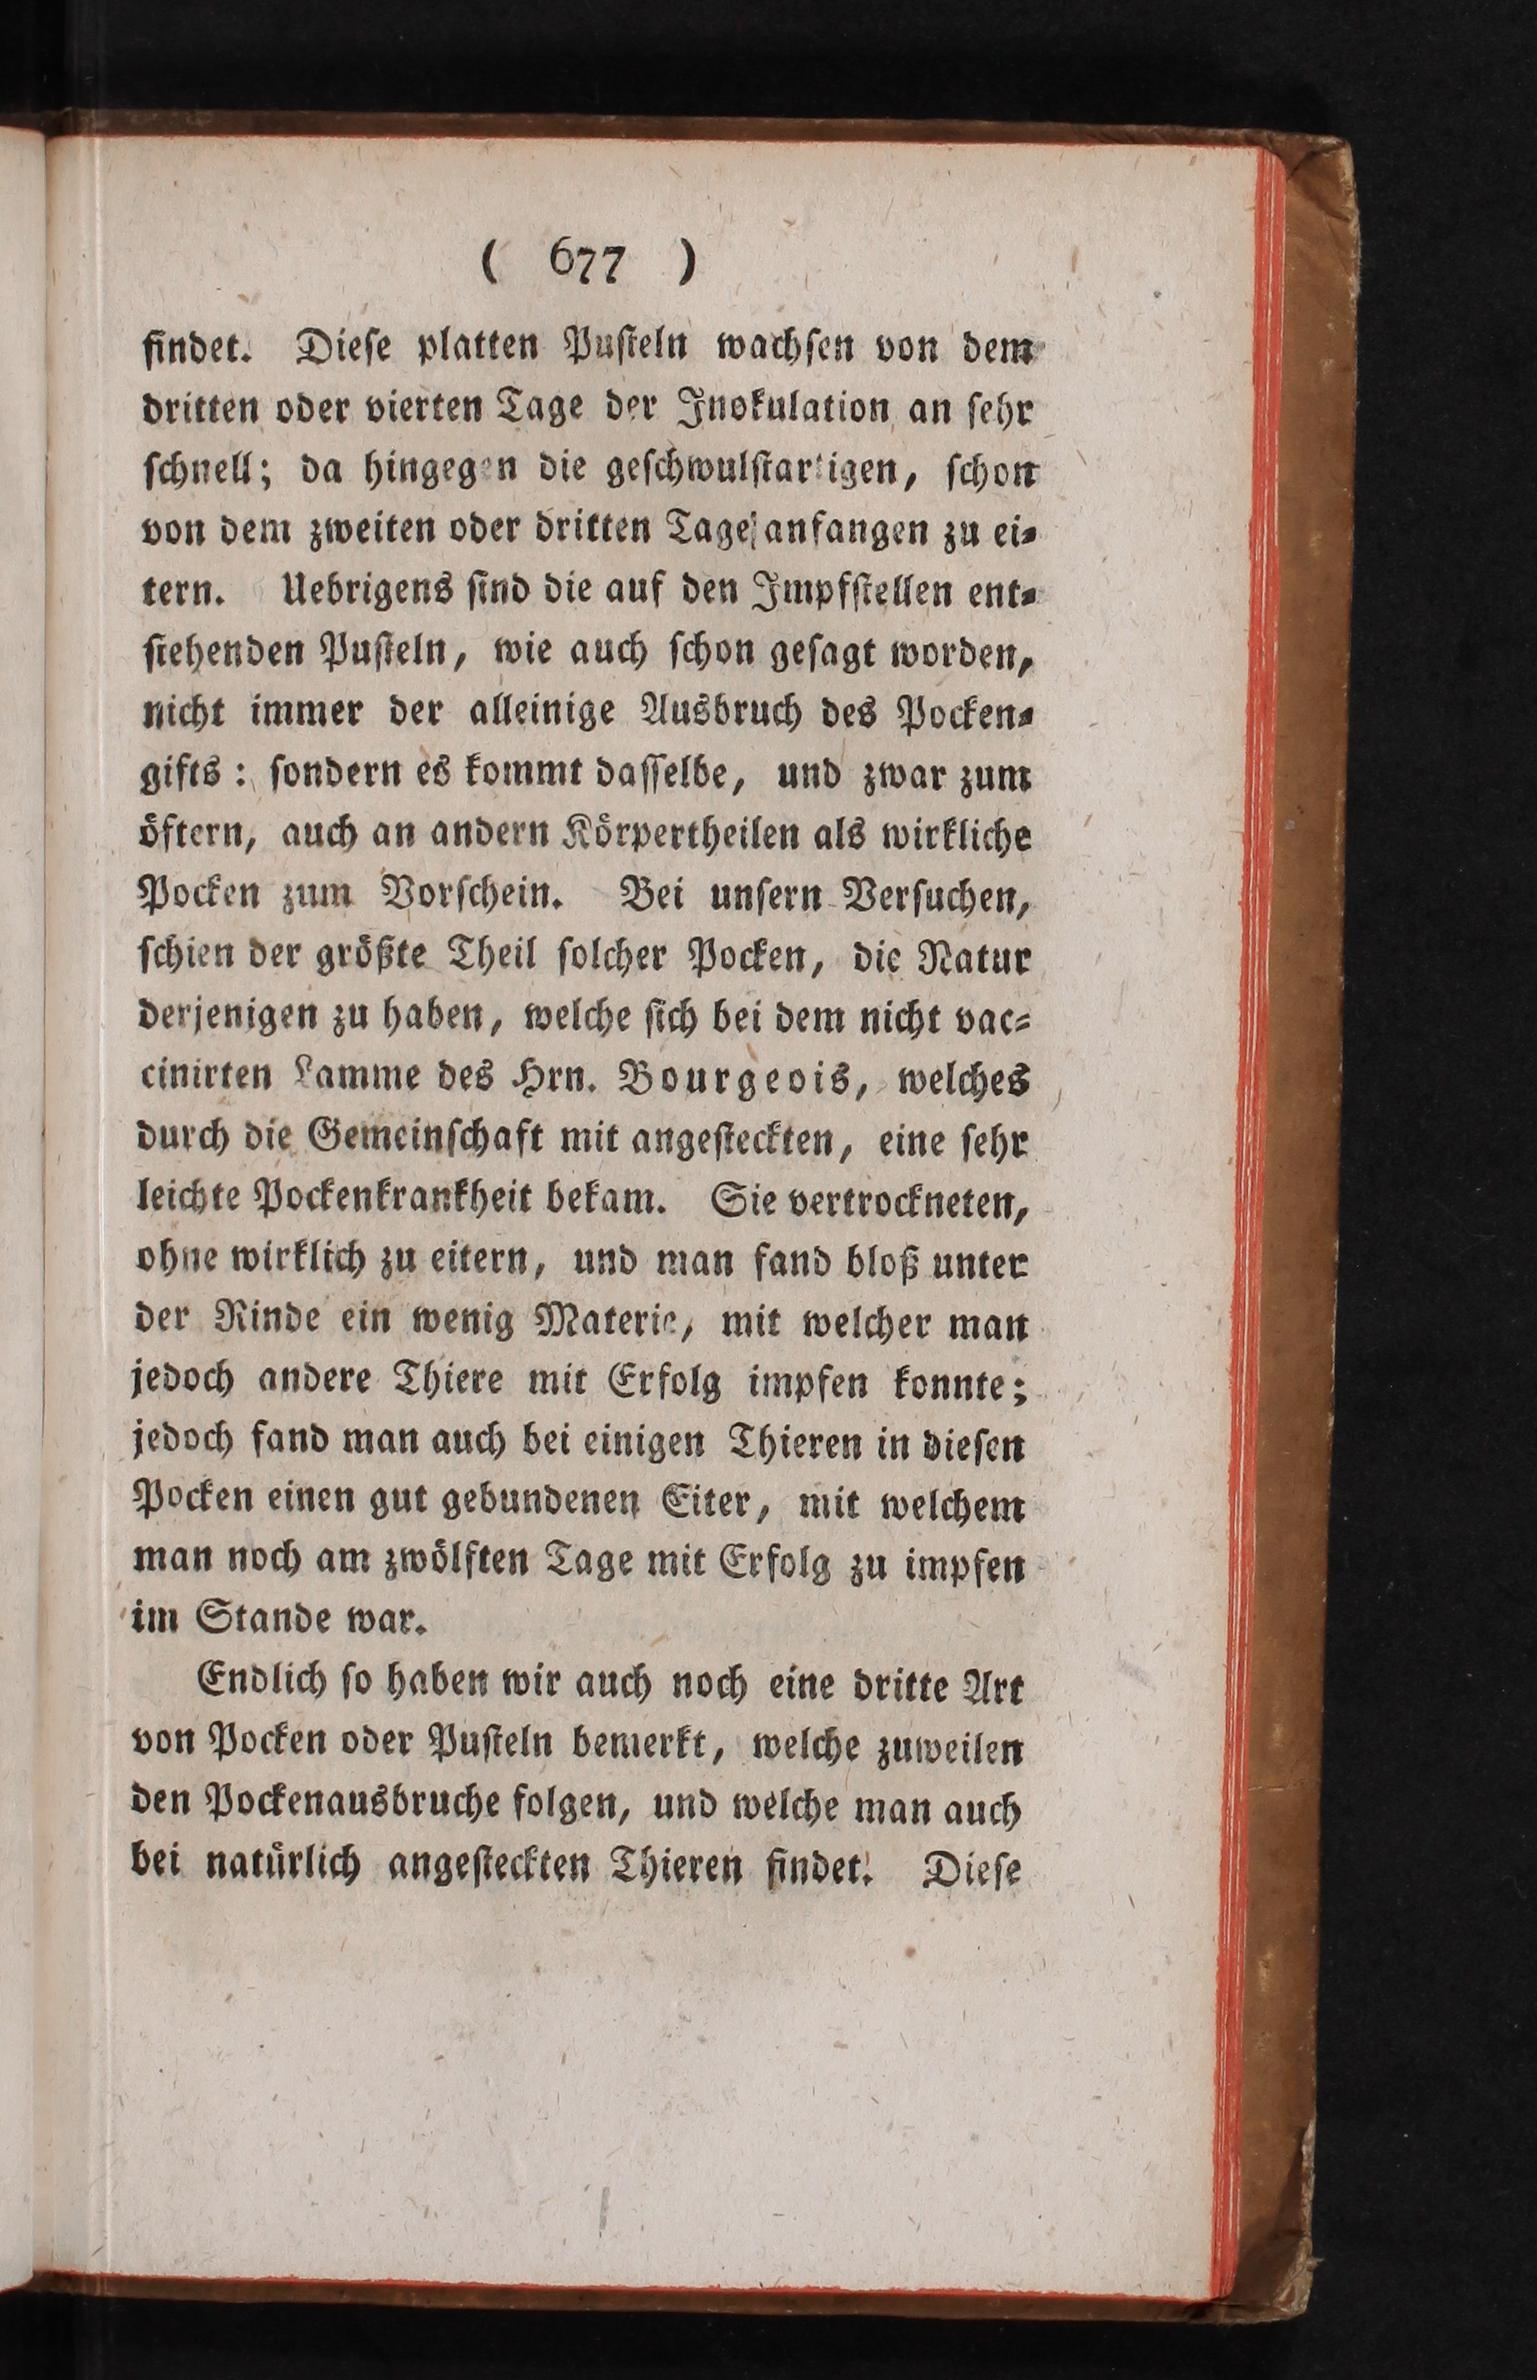 ( 677 )
findet. Dieſe platten Puſteln wachſen von dem
dritten oder vierten Tage der Inokulation an ſehr
ſchnell; da hingegen die geſchwulſtartigen, ſchon
von dem zweiten oder dritten Tage anfangen zu ei⸗
tern. Uebrigens ſind die auf den Impfſtellen ent⸗
ſtehenden Puſteln, wie auch ſchon geſagt worden,
nicht immer der alleinige Ausbruch des Pocken⸗
gifts: ſondern es kommt daſſelbe, und zwar zum
öftern, auch an andern Körpertheilen als wirkliche
Pocken zum Vorſchein. Bei unſern Verſuchen,
ſchien der größte Theil ſolcher Pocken, die Natur
derjenigen zu haben, welche ſich bei dem nicht vac⸗
cinirten Lamme des Hrn. Bourgeois, welches
durch die Gemeinſchaft mit angeſteckten, eine ſehr
leichte Pockenkrankheit bekam. Sie vertrockneten,
ohne wirklich zu eitern, und man fand bloß unter
der Rinde ein wenig Materie, mit welcher man
jedoch andere Thiere mit Erfolg impfen konnte;
jedoch fand man auch bei einigen Thieren in dieſen
Pocken einen gut gebundenen Eiter, mit welchem
man noch am zwölften Tage mit Erfolg zu impfen
im Stande war.
Endlich ſo haben wir auch noch eine dritte Art
von Pocken oder Puſteln bemerkt, welche zuweilen
den Pockenausbruche folgen, und welche man auch
bei natürlich angeſteckten Thieren findet. Dieſe